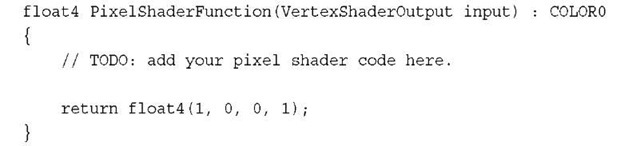 float4 PixelShaderFunction(VertexShaderOutput input) : COLOR0
{
// TODO: add your pixel shader code here.
return float4(1, 0, 0, 1);
}